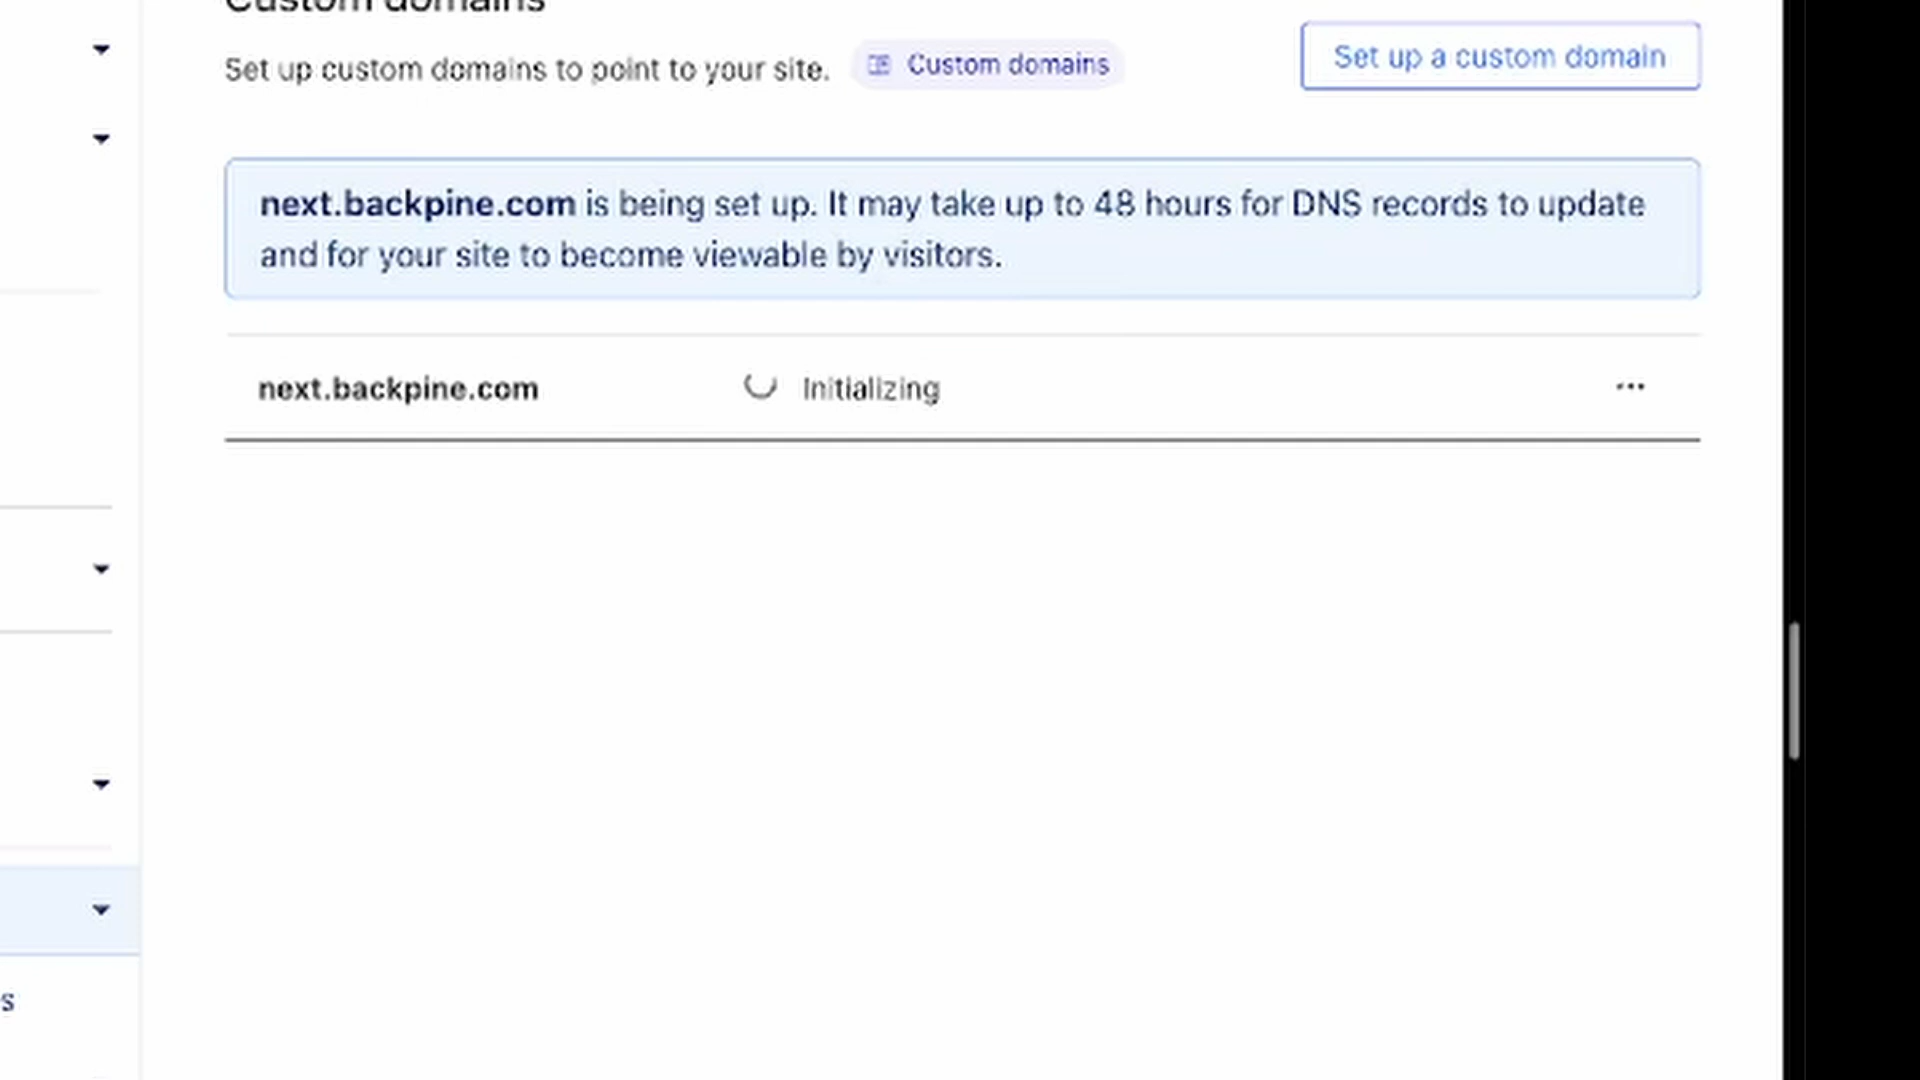 Custom domains
Set up custom domains to point to your site. Custom domains
Set up a custom domain
next.backpine.com is being set up. It may take up to 48 hours for DNS records to update
and for your site to become viewable by visitors.
next.backpine.com Initializing
s